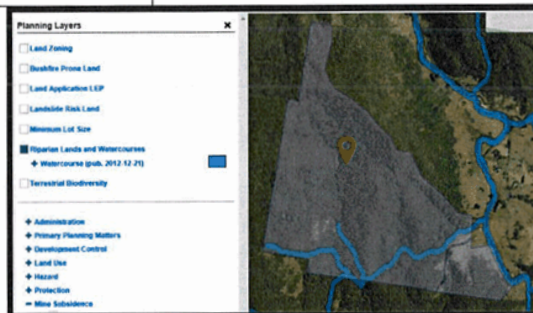 Planning Layers ×
Land Zoning
Bushfire Prone Land
Land Application LEP
Landslide Risk Land
Minimum Lot Size
Riparian Lands and Watercourses
+ Watercourse (pub. 2012-12-21)
Terrestrial Biodiversity
+ Administration
+ Primary Planning Matters
+ Development Control
+ Land Use
+ Hazard
+ Protection
− Mine Subsidence